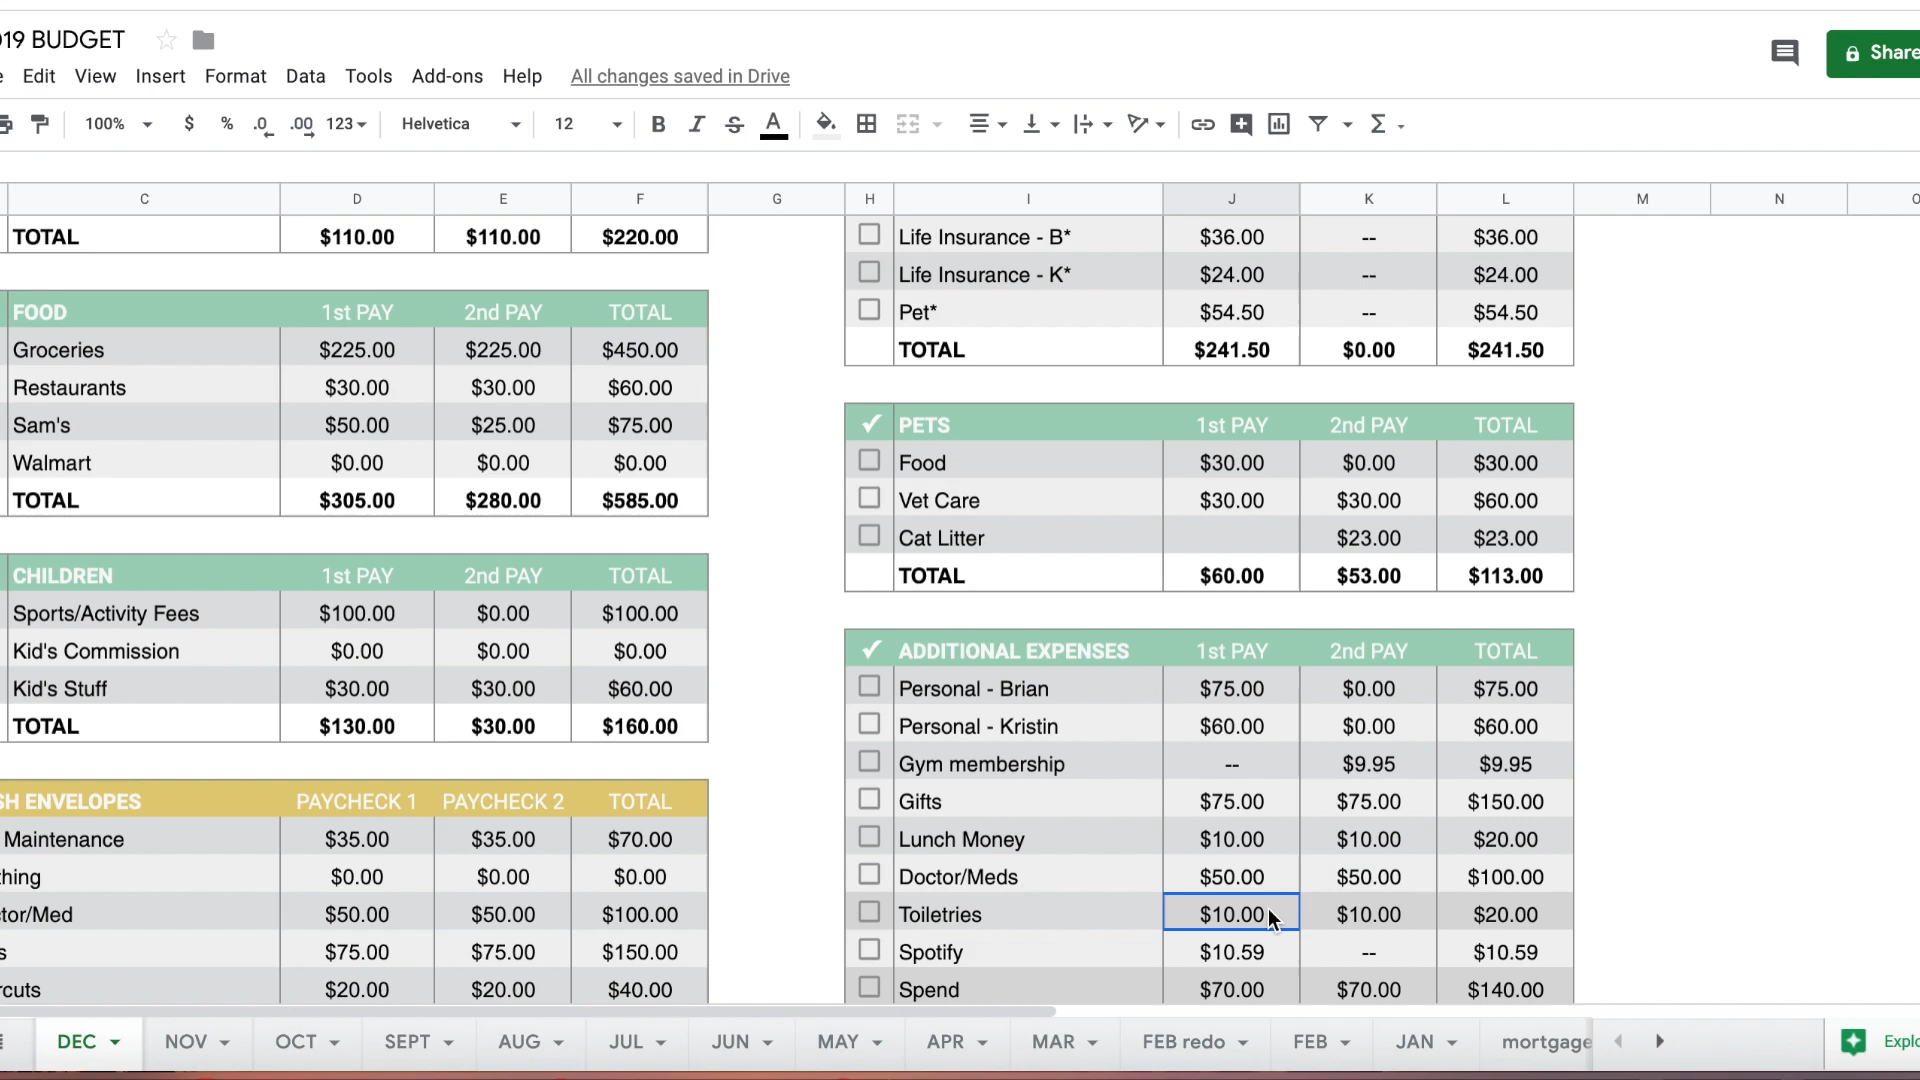 019 BUDGET
Edit View Insert Format Data Tools Add-ons Help All changes saved in Drive
Share
100% $ % .0 .00 123 Helvetica 12 B I S A
C D E F G H I J K L M N O
TOTAL $110.00 $110.00 $220.00
FOOD 1st PAY 2nd PAY TOTAL
Groceries $225.00 $225.00 $450.00
Restaurants $30.00 $30.00 $60.00
Sam's $50.00 $25.00 $75.00
Walmart $0.00 $0.00 $0.00
TOTAL $305.00 $280.00 $585.00
CHILDREN 1st PAY 2nd PAY TOTAL
Sports/Activity Fees $100.00 $0.00 $100.00
Kid's Commission $0.00 $0.00 $0.00
Kid's Stuff $30.00 $30.00 $60.00
TOTAL $130.00 $30.00 $160.00
SH ENVELOPES PAYCHECK 1 PAYCHECK 2 TOTAL
Maintenance $35.00 $35.00 $70.00
hing $0.00 $0.00 $0.00
tor/Med $50.00 $50.00 $100.00
s $75.00 $75.00 $150.00
rcuts $20.00 $20.00 $40.00
Life Insurance - B* $36.00 -- $36.00
Life Insurance - K* $24.00 -- $24.00
Pet* $54.50 -- $54.50
TOTAL $241.50 $0.00 $241.50
✓ PETS 1st PAY 2nd PAY TOTAL
Food $30.00 $0.00 $30.00
Vet Care $30.00 $30.00 $60.00
Cat Litter $23.00 $23.00
TOTAL $60.00 $53.00 $113.00
✓ ADDITIONAL EXPENSES 1st PAY 2nd PAY TOTAL
Personal - Brian $75.00 $0.00 $75.00
Personal - Kristin $60.00 $0.00 $60.00
Gym membership -- $9.95 $9.95
Gifts $75.00 $75.00 $150.00
Lunch Money $10.00 $10.00 $20.00
Doctor/Meds $50.00 $50.00 $100.00
Toiletries $10.00 $10.00 $20.00
Spotify $10.59 -- $10.59
Spend $70.00 $70.00 $140.00
DEC NOV OCT SEPT AUG JUL JUN MAY APR MAR FEB redo FEB JAN mortgage Explo